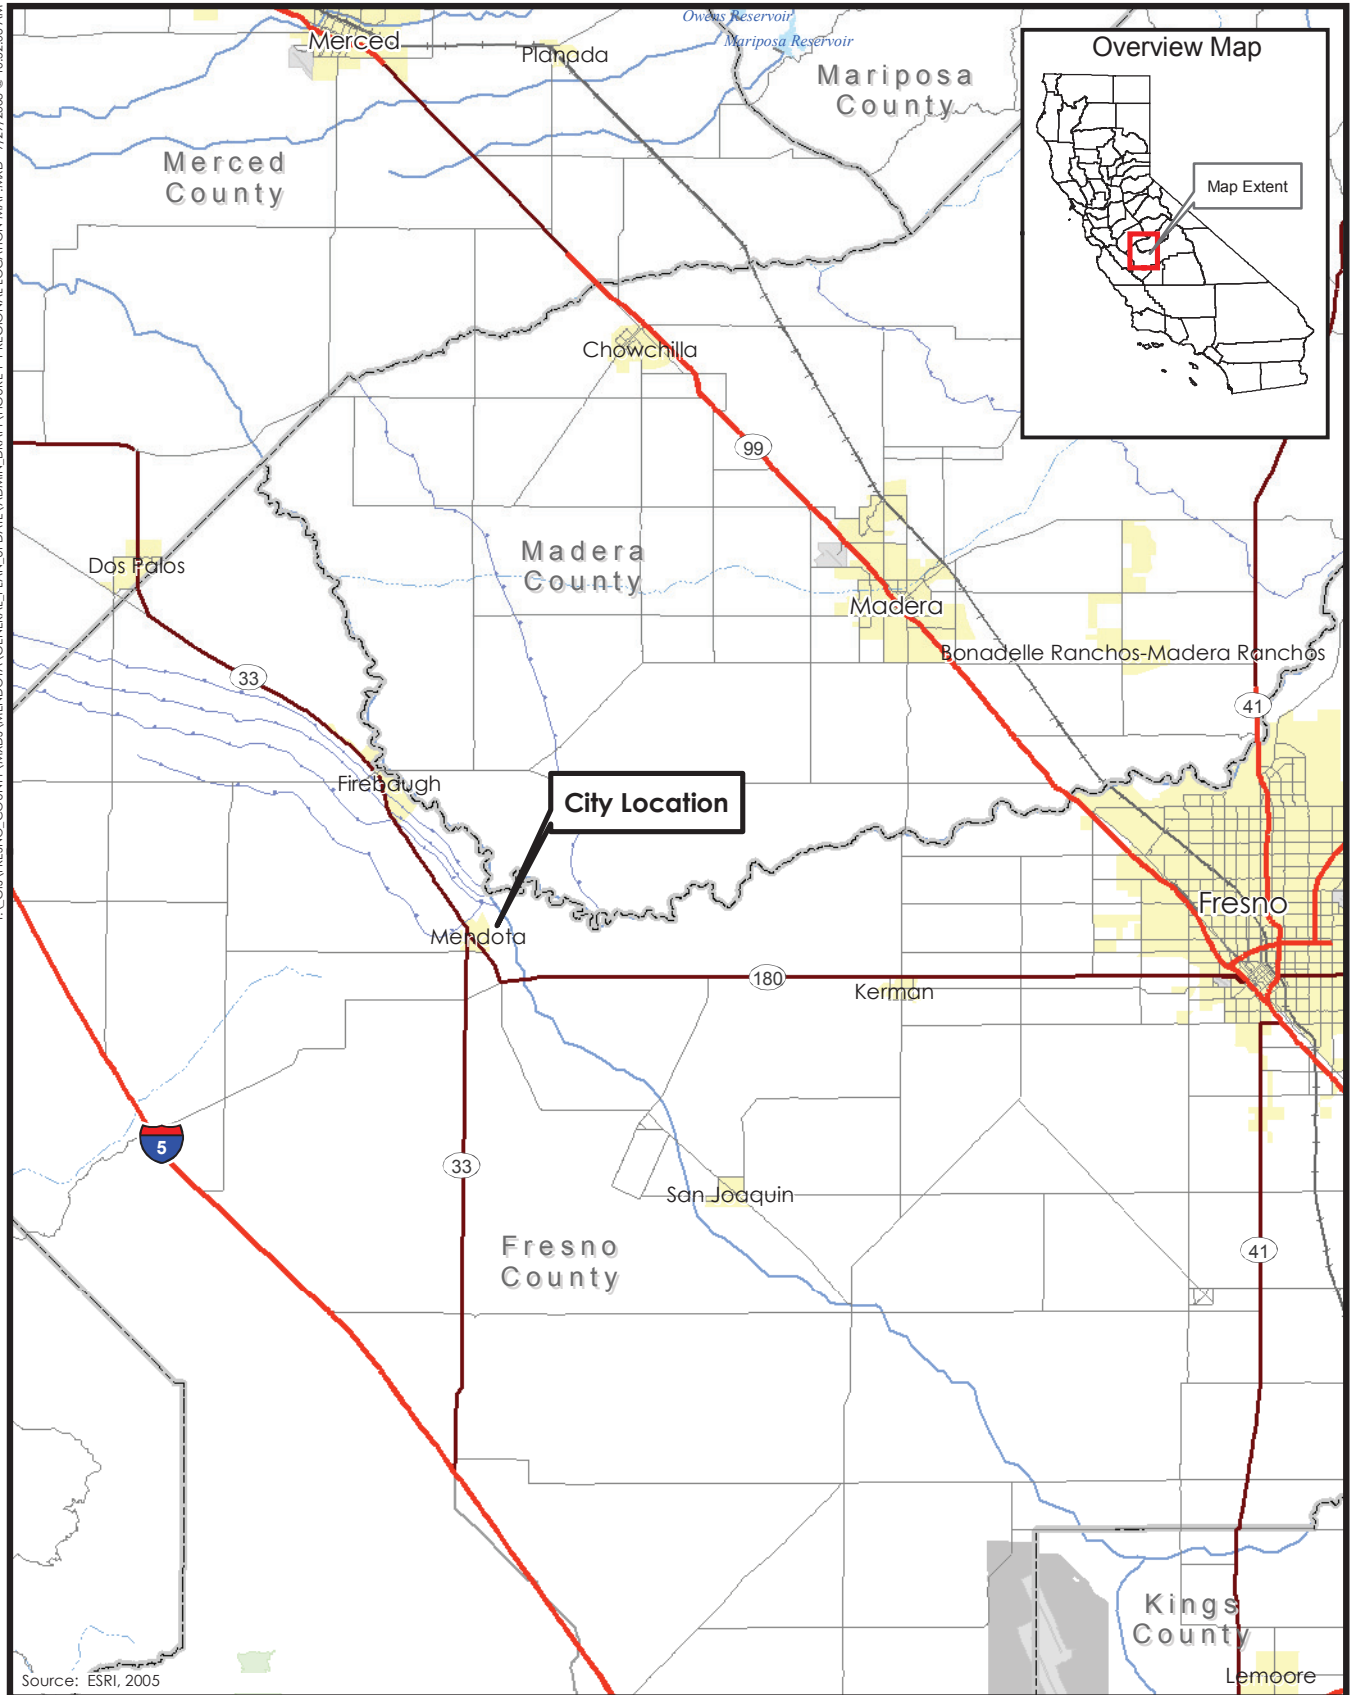 Owens Reservoir
Mariposa Reservoir
Merced
Planada
Mariposa
County
Overview Map
Map Extent
Merced
County
Chowchilla
99
Dos Palos
Madera
County
Madera
Bonadelle Ranchos-Madera Ranchos
33
41
Firebaugh
City Location
Fresno
Mendota
180
Kerman
5
33
San Joaquin
Fresno
County
41
Kings
County
Lemoore
Source: ESRI, 2005